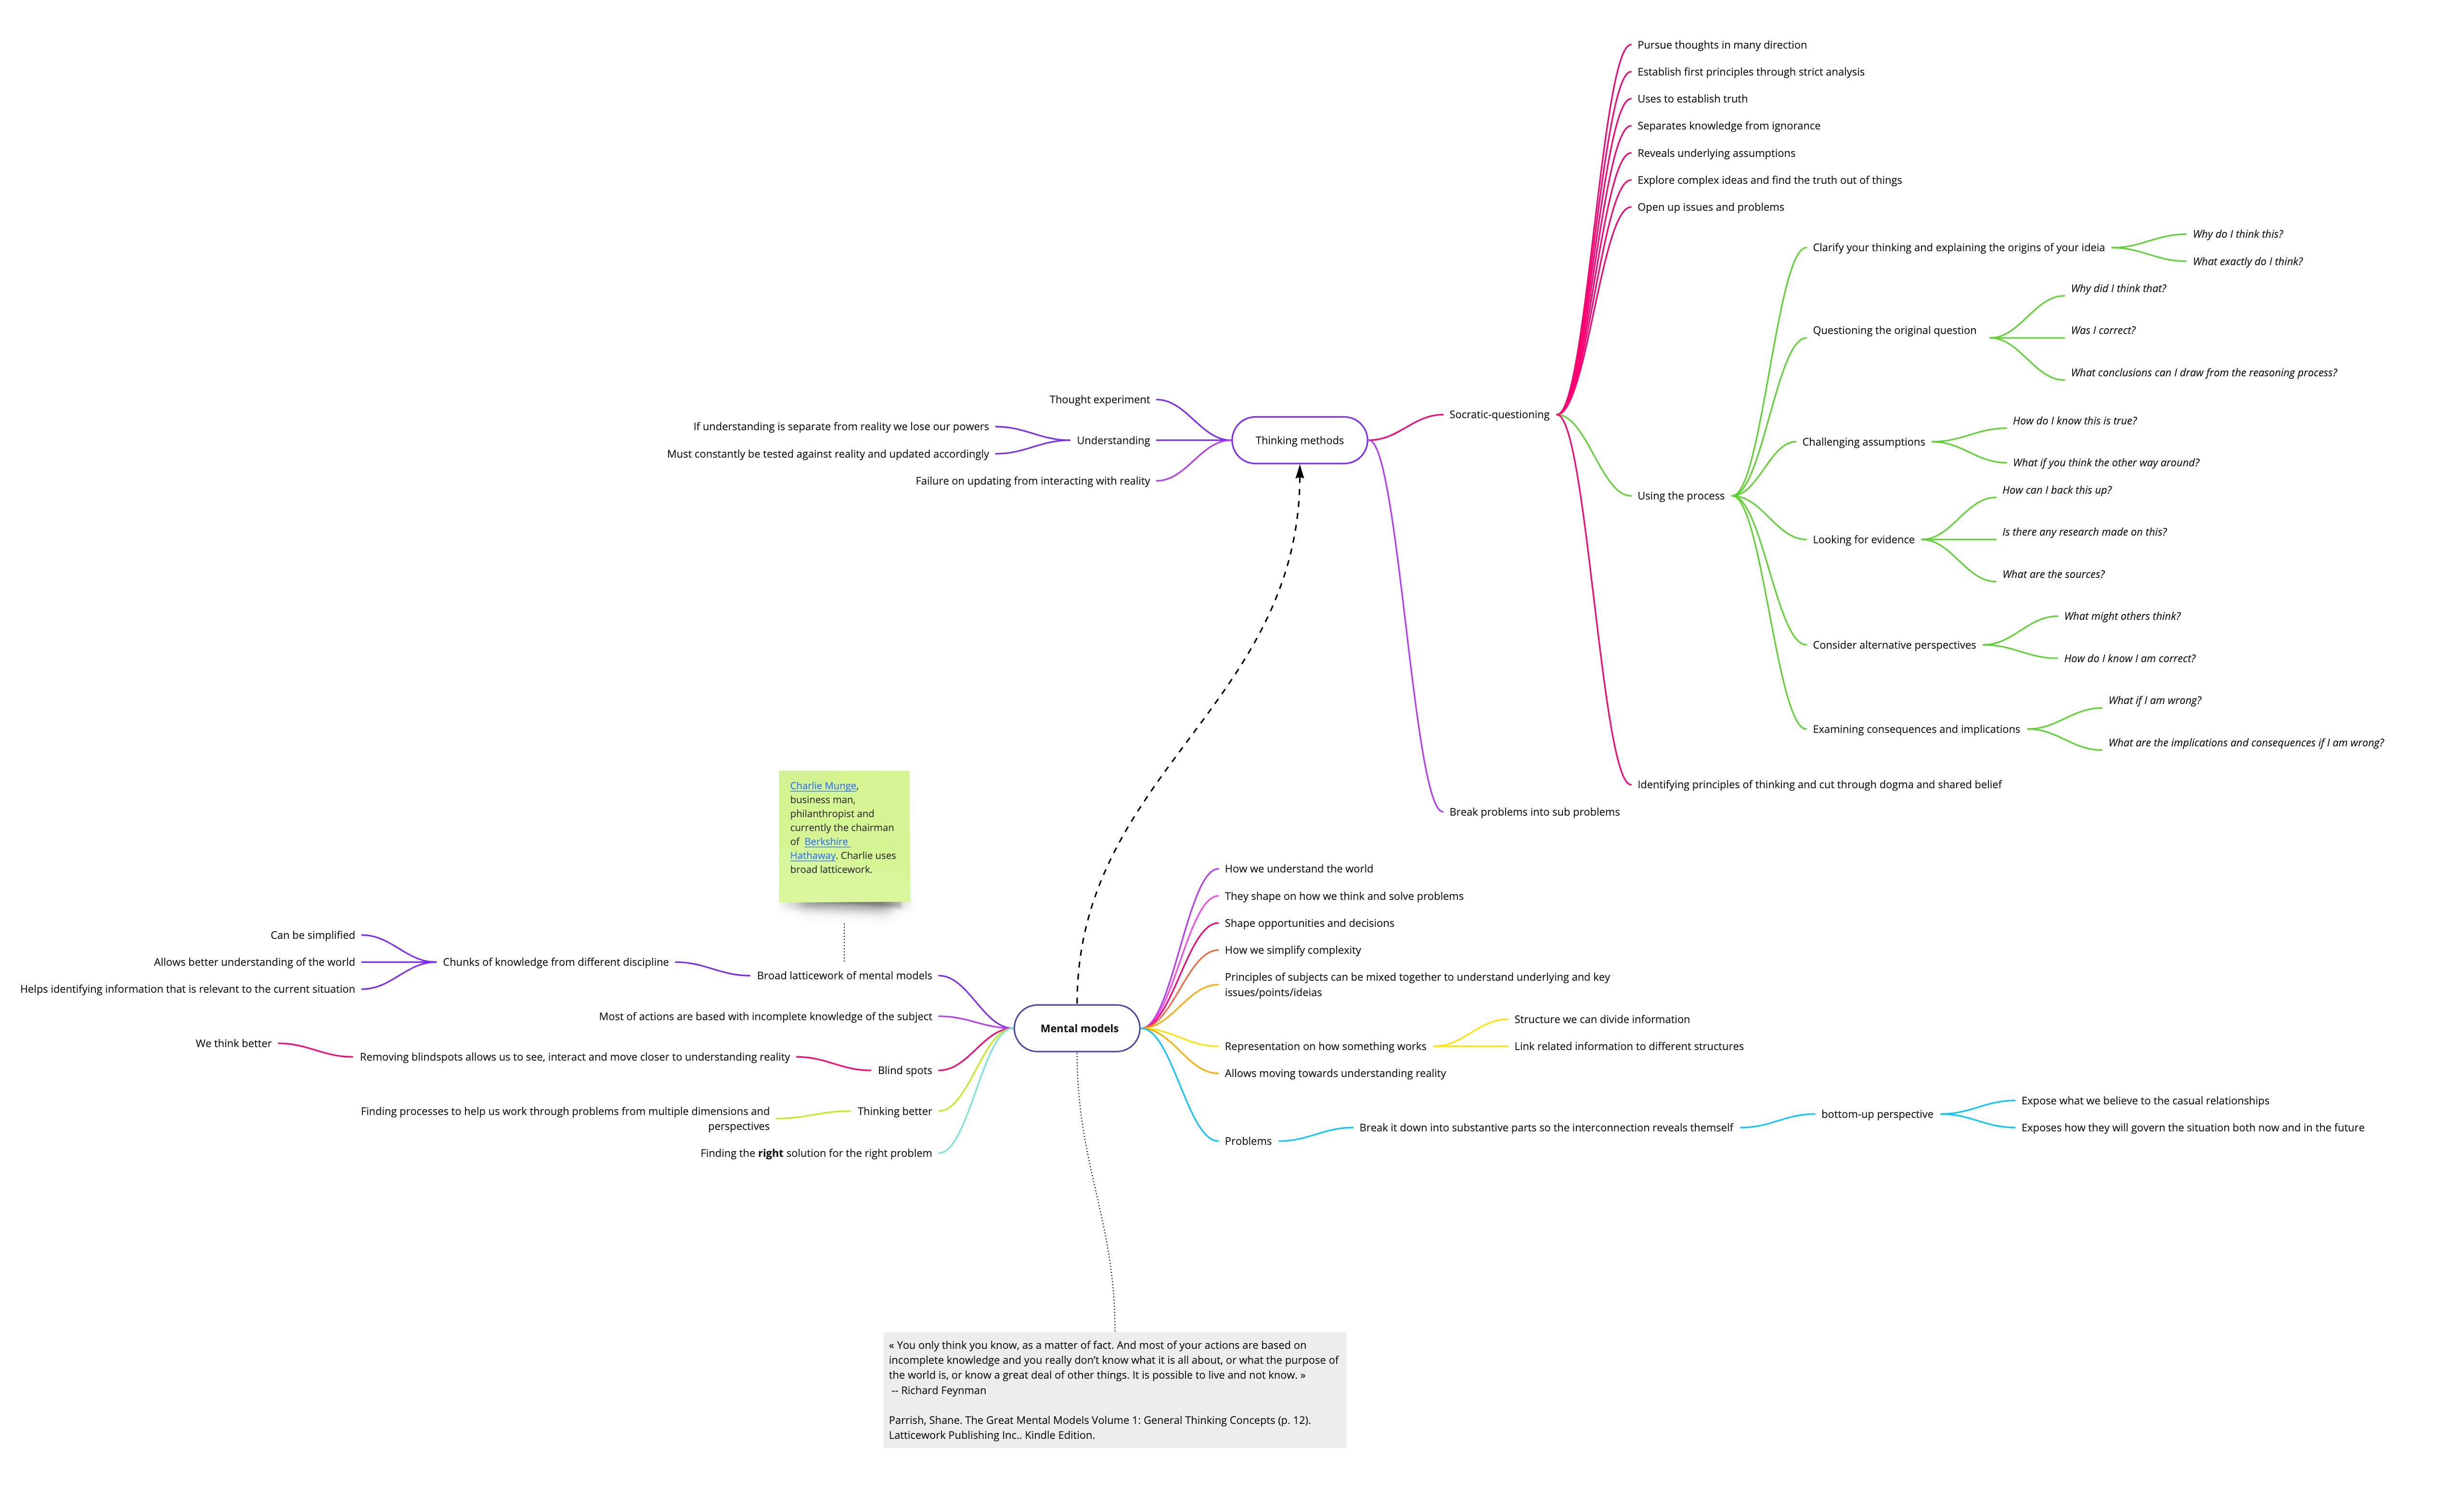 Pursue thoughts in many direction
Establish first principles through strict analysis
Uses to establish truth
Separates knowledge from ignorance
Reveals underlying assumptions
Explore complex ideas and find the truth out of things
Open up issues and problems
Clarify your thinking and explaining the origins of your ideia
Why do I think this?
What exactly do I think?
Questioning the original question
Why did I think that?
Was I correct?
What conclusions can I draw from the reasoning process?
Challenging assumptions
How do I know this is true?
What if you think the other way around?
Looking for evidence
How can I back this up?
Is there any research made on this?
What are the sources?
Consider alternative perspectives
What might others think?
How do I know I am correct?
Examining consequences and implications
What if I am wrong?
What are the implications and consequences if I am wrong?
Using the process
Identifying principles of thinking and cut through dogma and shared belief
Socratic-questioning
Break problems into sub problems
Thinking methods
Thought experiment
Understanding
If understanding is separate from reality we lose our powers
Must constantly be tested against reality and updated accordingly
Failure on updating from interacting with reality
Charlie Munge,
business man,
philanthropist and
currently the chairman
of Berkshire
Hathaway. Charlie uses
broad latticework.
Can be simplified
Allows better understanding of the world
Helps identifying information that is relevant to the current situation
Chunks of knowledge from different discipline
Broad latticework of mental models
Most of actions are based with incomplete knowledge of the subject
We think better
Removing blindspots allows us to see, interact and move closer to understanding reality
Blind spots
Finding processes to help us work through problems from multiple dimensions and
perspectives
Thinking better
Finding the right solution for the right problem
Mental models
How we understand the world
They shape on how we think and solve problems
Shape opportunities and decisions
How we simplify complexity
Principles of subjects can be mixed together to understand underlying and key
issues/points/ideias
Representation on how something works
Structure we can divide information
Link related information to different structures
Allows moving towards understanding reality
Problems
Break it down into substantive parts so the interconnection reveals themself
bottom-up perspective
Expose what we believe to the casual relationships
Exposes how they will govern the situation both now and in the future
« You only think you know, as a matter of fact. And most of your actions are based on
incomplete knowledge and you really don’t know what it is all about, or what the purpose of
the world is, or know a great deal of other things. It is possible to live and not know. »
-- Richard Feynman
Parrish, Shane. The Great Mental Models Volume 1: General Thinking Concepts (p. 12).
Latticework Publishing Inc.. Kindle Edition.